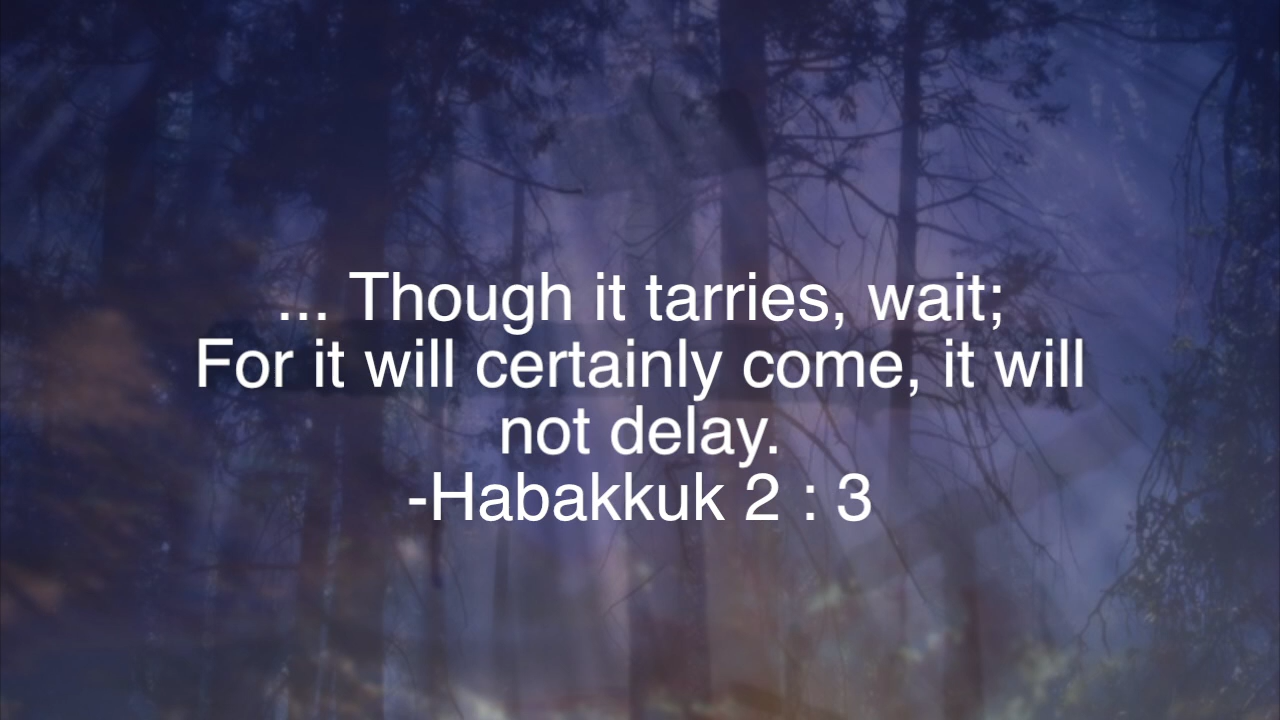 ... Though it tarries, wait;
For it will certainly come, it will
not delay.
-Habakkuk 2 : 3